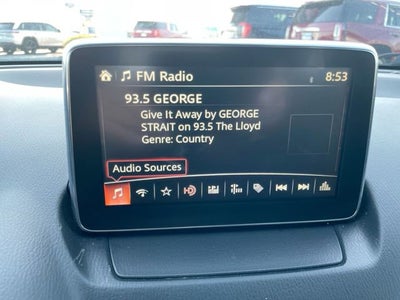 FM Radio
8:53
93.5 GEORGE
Give It Away by GEORGE
STRAIT on 93.5 The Lloyd
Genre: Country
Audio Sources